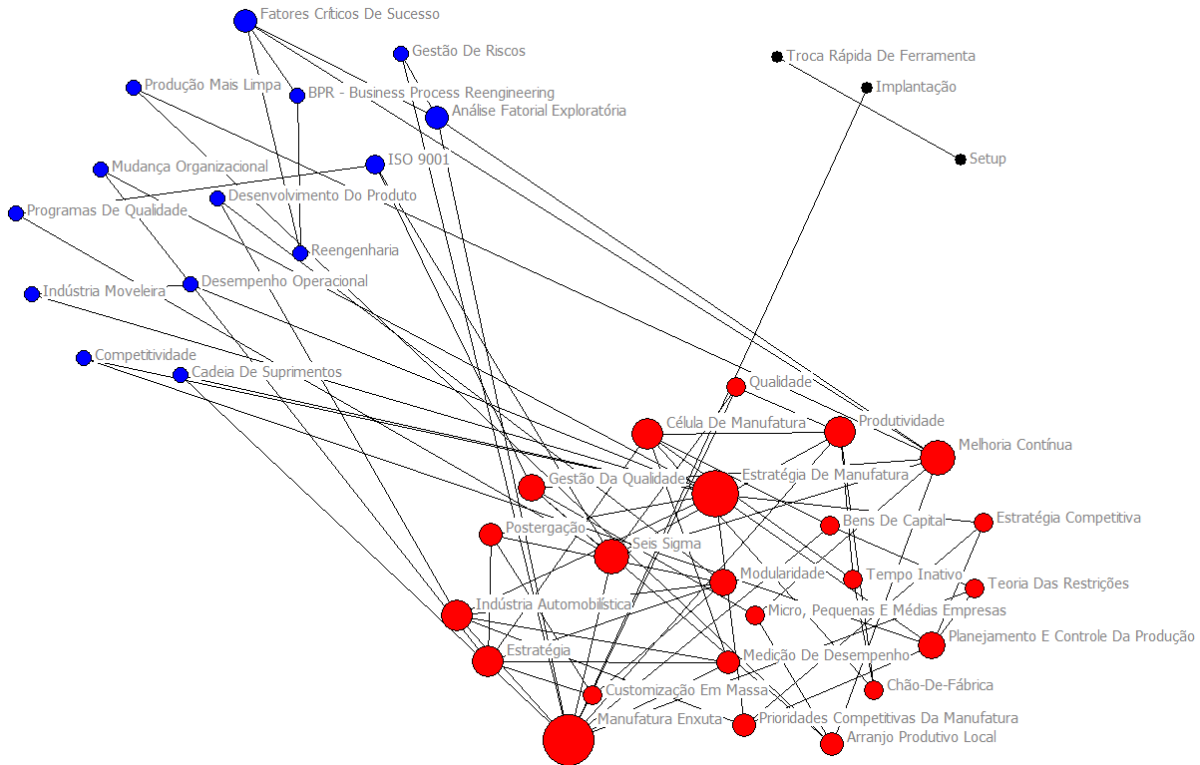 Fatores Críticos De Sucesso
Gestão De Riscos
Troca Rápida De Ferramenta
Produção Mais Limpa
BPR - Business Process Reengineering
Implantação
Análise Fatorial Exploratória
ISO 9001
Setup
Mudança Organizacional
Desenvolvimento Do Produto
Programas De Qualidade
Reengenharia
Desempenho Operacional
Indústria Moveleira
Competitividade
Cadeia De Suprimentos
Qualidade
Célula De Manufatura
Produtividade
Melhoria Contínua
Gestão Da Qualidade
Estratégia De Manufatura
Postergação
Bens De Capital
Estratégia Competitiva
Seis Sigma
Modularidade
Tempo Inativo
Teoria Das Restrições
Indústria Automobilística
Micro, Pequenas E Médias Empresas
Planejamento E Controle Da Produção
Estratégia
Medição De Desempenho
Customização Em Massa
Chão-De-Fábrica
Manufatura Enxuta
Prioridades Competitivas Da Manufatura
Arranjo Produtivo Local